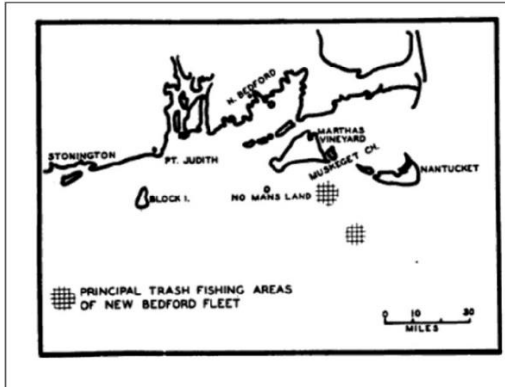 N. BEDFORD
MARTHAS
VINEYARD
STONINGTON
PT. JUDITH
MUSKEGET CH.
NANTUCKET
BLOCK I.
NO MANS LAND
PRINCIPAL TRASH FISHING AREAS
OF NEW BEDFORD FLEET
0 10 30
MILES